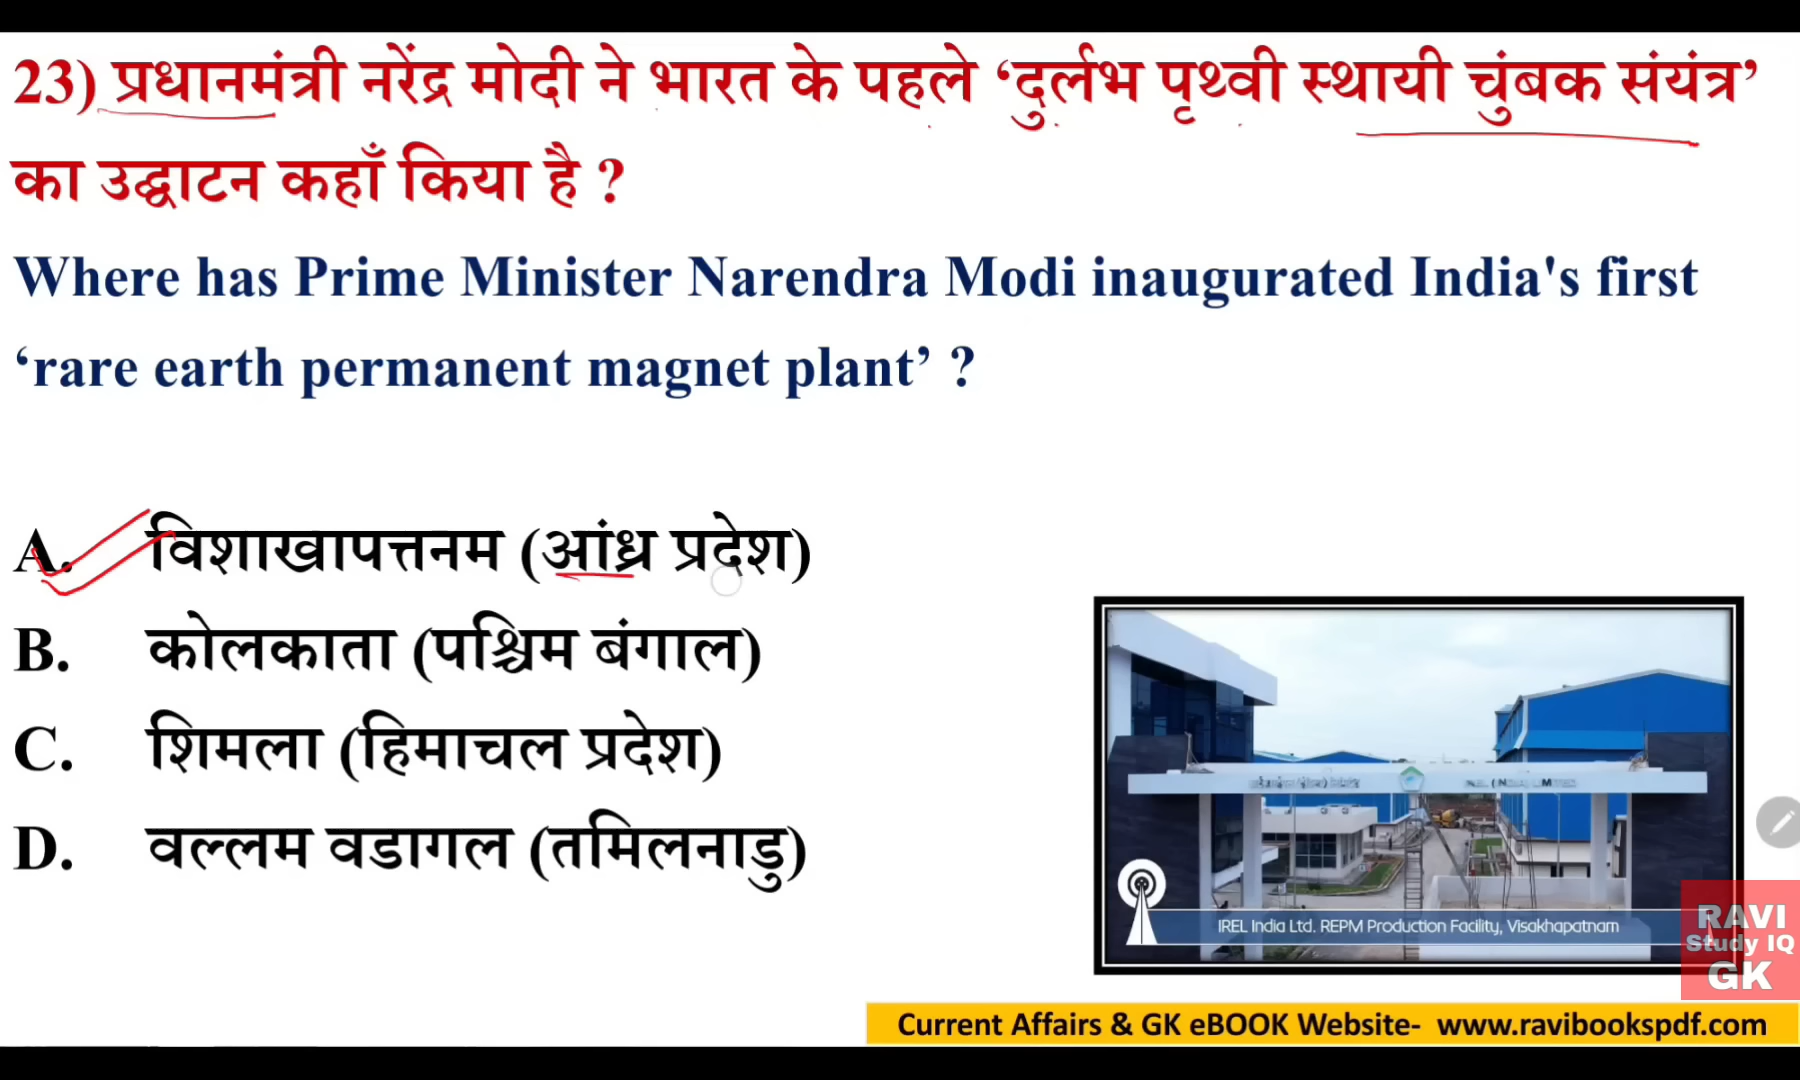 23) प्रधानमंत्री नरेंद्र मोदी ने भारत के पहले ‘दुर्लभ पृथ्वी स्थायी चुंबक संयंत्र’
का उद्घाटन कहाँ किया है ?
Where has Prime Minister Narendra Modi inaugurated India's first
‘rare earth permanent magnet plant’ ?
A. विशाखापत्तनम (आंध्र प्रदेश)
B. कोलकाता (पश्चिम बंगाल)
C. शिमला (हिमाचल प्रदेश)
D. वल्लम वडागल (तमिलनाडु)
IREL India Ltd. REPM Production Facility, Visakhapatnam
RAVI
Study IQ
GK
Current Affairs & GK eBOOK Website- www.ravibookspdf.com